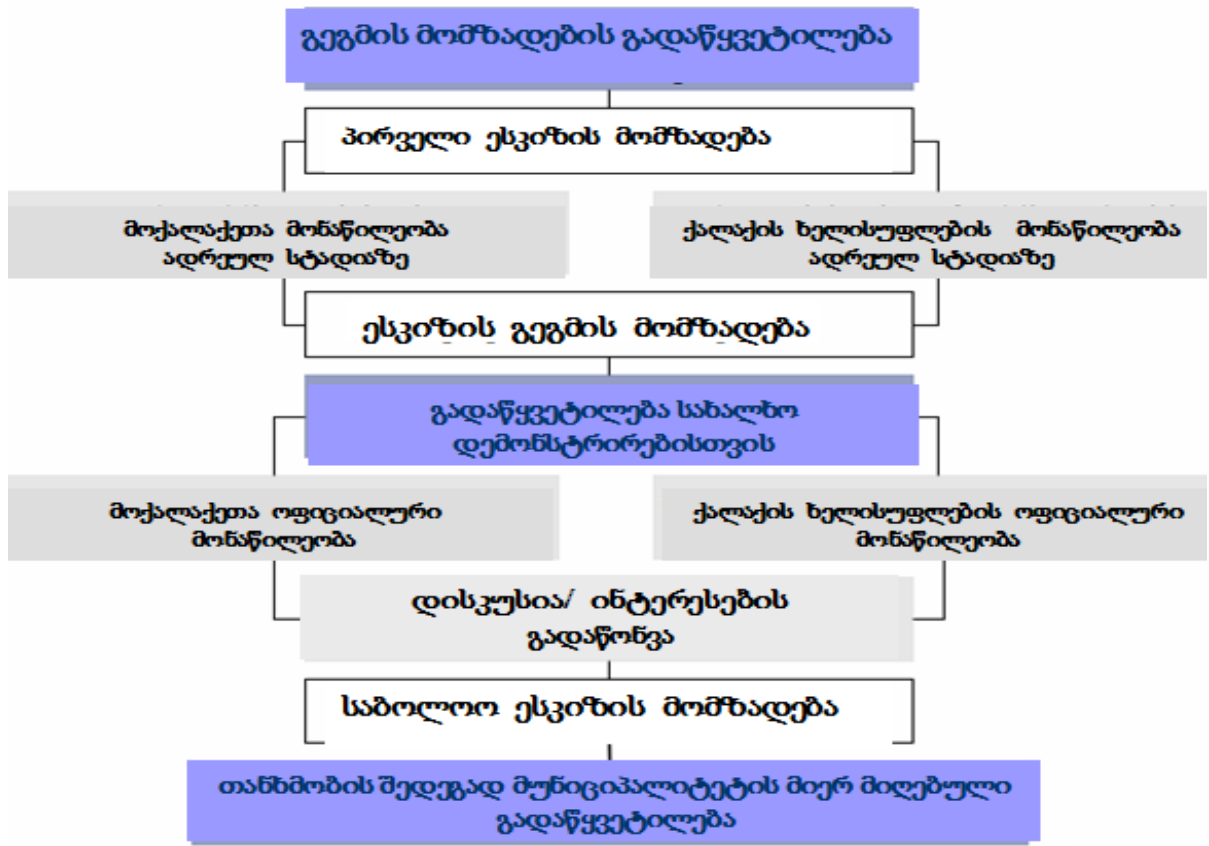 გეგმის მომზადების გადაწყვეტილება
პირველი ესკიზის მომზადება
მოქალაქეთა მონაწილეობა
ადრეულ სტადიაზე
ქალაქის ხელისუფლების მონაწილეობა
ადრეულ სტადიაზე
ესკიზის გეგმის მომზადება
გადაწყვეტილება სახალხო
დემონსტრირებისთვის
მოქალაქეთა ოფიციალური
მონაწილეობა
ქალაქის ხელისუფლების ოფიციალური
მონაწილეობა
დისკუსია/ ინტერესების
გადაწონვა
საბოლოო ესკიზის მომზადება
თანხმობის შედეგად მუნიციპალიტეტის მიერ მიღებული
გადაწყვეტილება